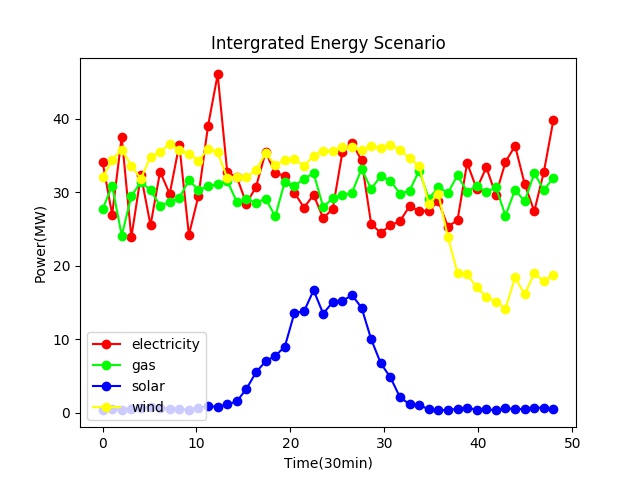 Intergrated Energy Scenario
Power(MW)
40
30
20
10
0
electricity
gas
solar
wind
0 10 20 30 40 50
Time(30min)